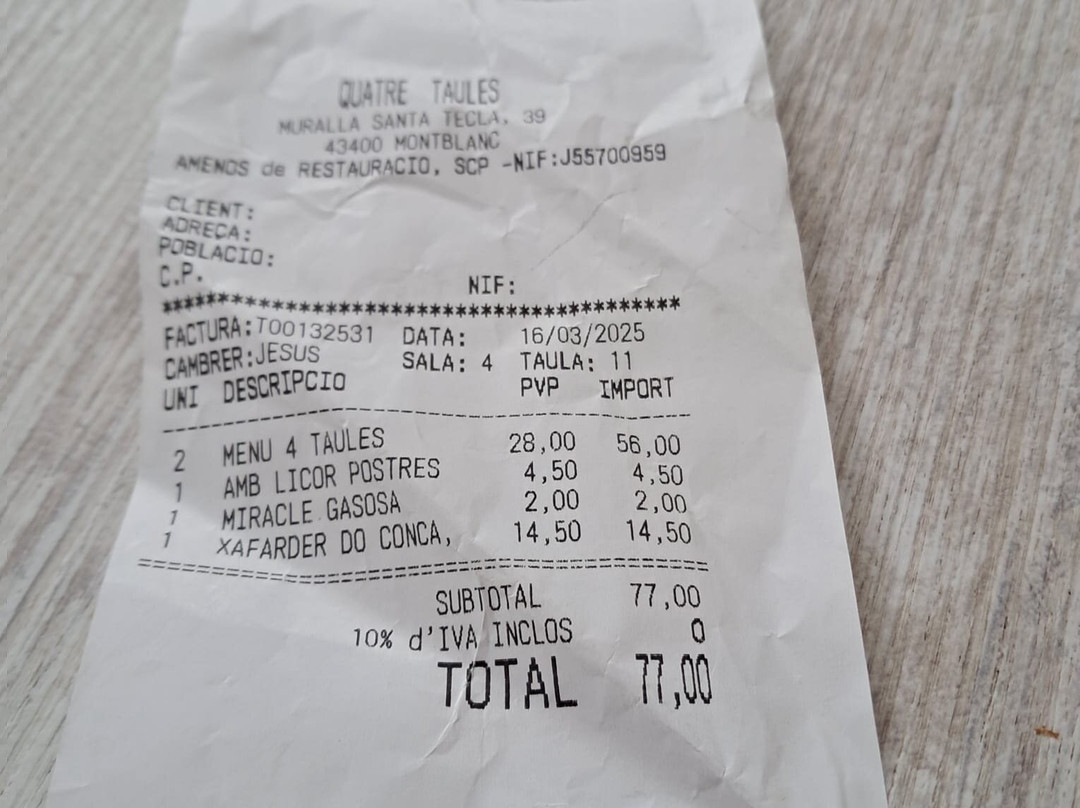 QUATRE TAULES
MURALLA SANTA TECLA, 39
43400 MONTBLANC
AMENOS de RESTAURACIO, SCP -NIF:J55700959
CLIENT:
ADREÇA:
POBLACIO:
C.P. NIF:
*******************************************
FACTURA:T00132531 DATA: 16/03/2025
CAMBRER:JESUS SALA: 4 TAULA: 11
UNI DESCRIPCIO PVP IMPORT
2 MENU 4 TAULES 28,00 56,00
1 AMB LICOR POSTRES 4,50 4,50
1 MIRACLE GASOSA 2,00 2,00
1 XAFARDER DO CONCA, 14,50 14,50
SUBTOTAL 77,00
10% d'IVA INCLOS 0
TOTAL 77,00